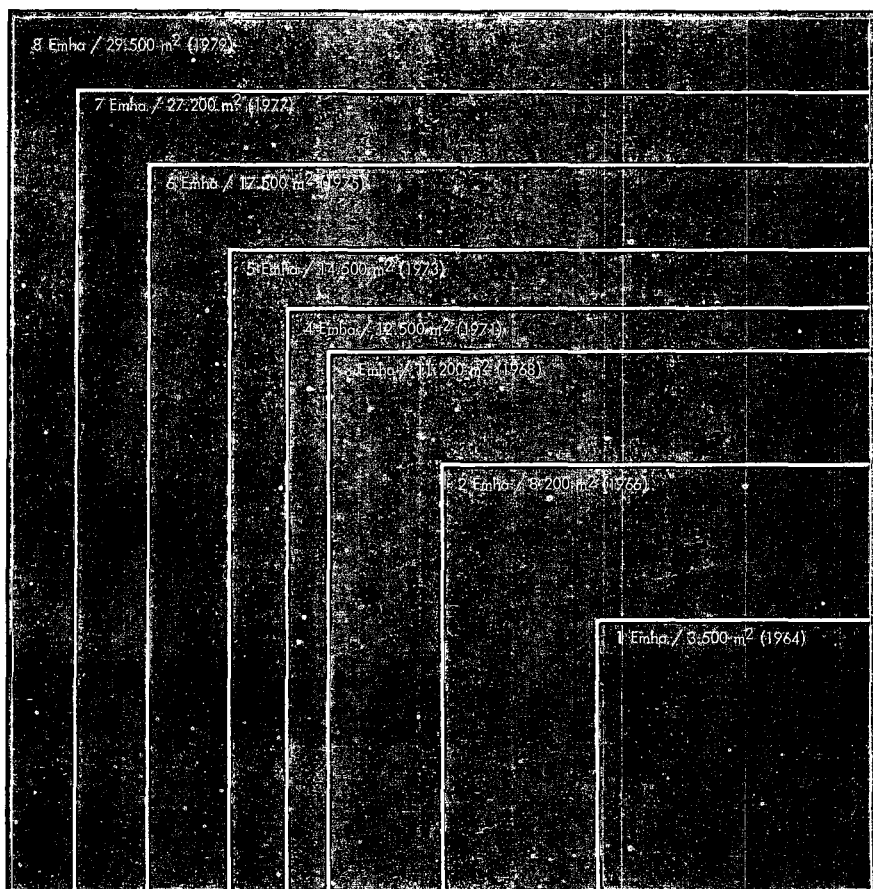 8 Emha / 29.500 m² (1979)
7 Emha / 27.200 m² (1977)
6 Emha / 17.500 m² (1975)
5 Emha / 14.500 m² (1973)
4 Emha / 12.500 m² (1971)
Emha / 11.200 m² (1968)
2 Emha / 8.200 m² (1966)
1 Emha / 3.500 m² (1964)